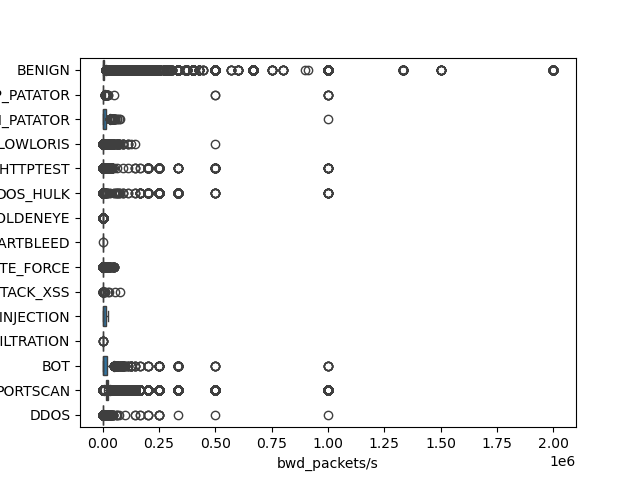 BENIGN
P_PATATOR
_PATATOR
LOWLORIS
HTTPTEST
DOS_HULK
OLDENEYE
ARTBLEED
TE_FORCE
TACK_XSS
INJECTION
ILTRATION
BOT
PORTSCAN
DDOS
0.00 0.25 0.50 0.75 1.00 1.25 1.50 1.75 2.00
bwd_packets/s
1e6